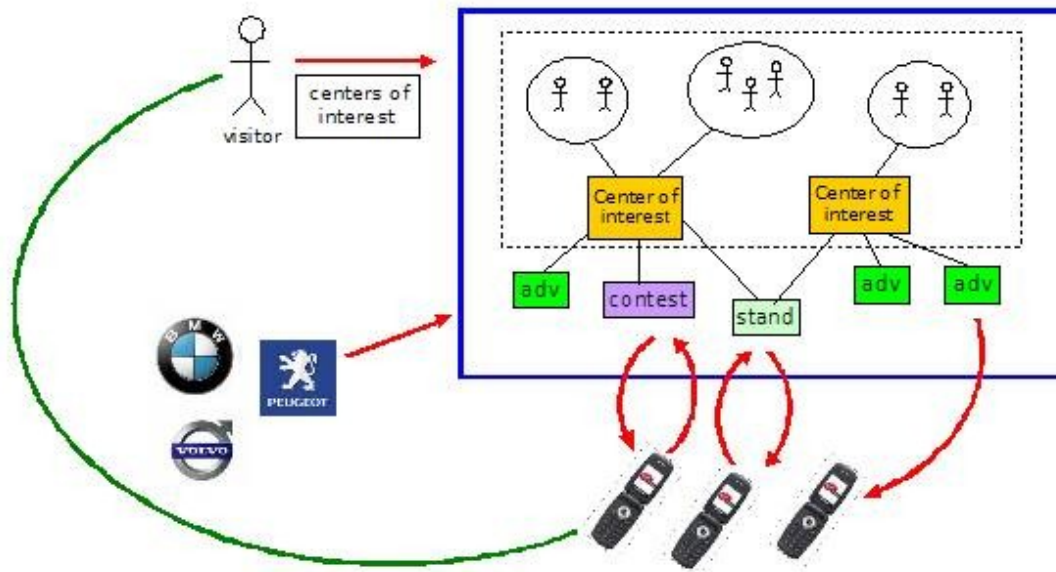 visitor
centers of
interest
Center of
interest
Center of
interest
adv
contest
stand
adv
adv
BMW
PEUGEOT
VOLVO